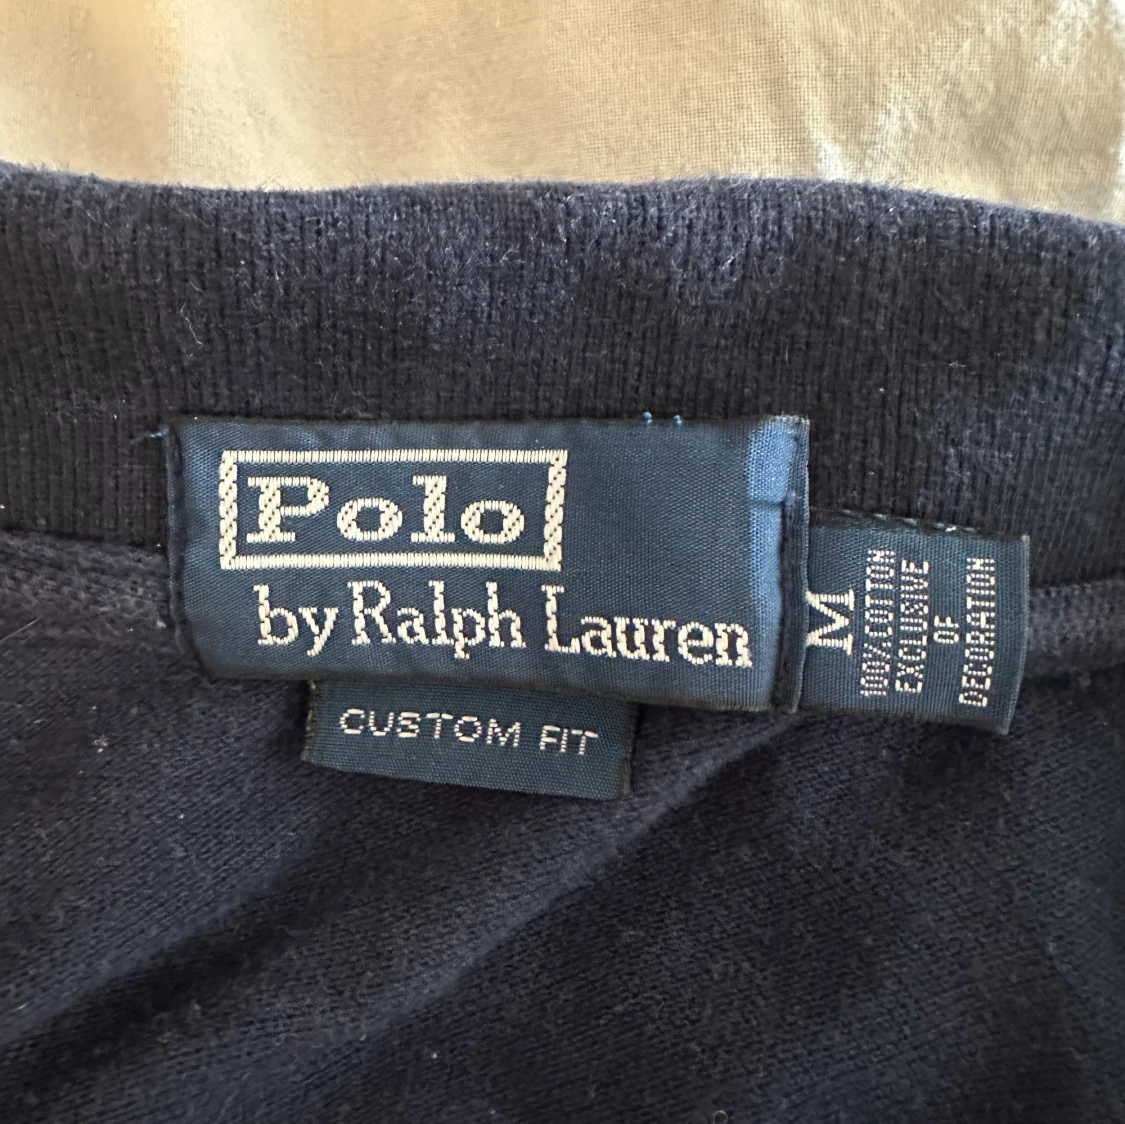 Polo
by Ralph Lauren
CUSTOM FIT
M
100% COTTON
EXCLUSIVE
OF
DECORATION